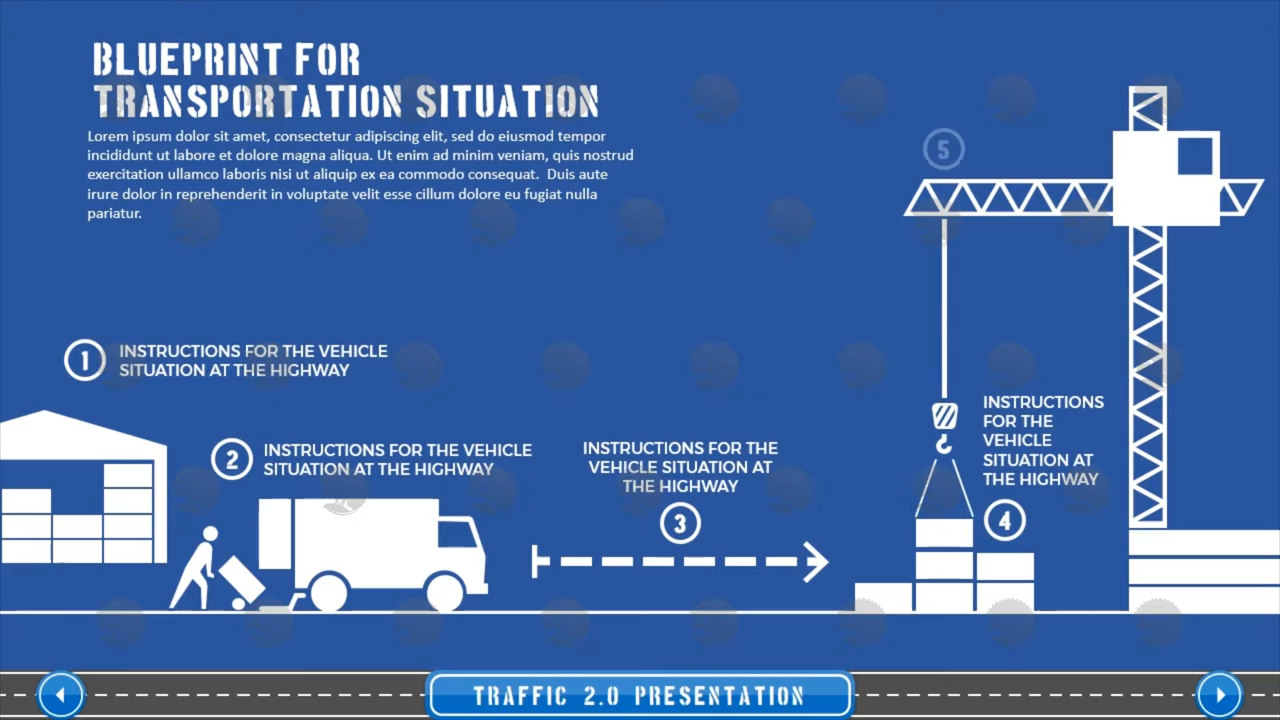 BLUEPRINT FOR
TRANSPORTATION SITUATION
Lorem ipsum dolor sit amet, consectetur adipiscing elit, sed do eiusmod tempor
incididunt ut labore et dolore magna aliqua. Ut enim ad minim veniam, quis nostrud
exercitation ullamco laboris nisi ut aliquip ex ea commodo consequat.  Duis aute
irure dolor in reprehenderit in voluptate velit esse cillum dolore eu fugiat nulla
pariatur.
5
1
INSTRUCTIONS FOR THE VEHICLE
SITUATION AT THE HIGHWAY
2
INSTRUCTIONS FOR THE VEHICLE
SITUATION AT THE HIGHWAY
INSTRUCTIONS FOR THE
VEHICLE SITUATION AT
THE HIGHWAY
3
INSTRUCTIONS
FOR THE
VEHICLE
SITUATION AT
THE HIGHWAY
4
TRAFFIC 2.0 PRESENTATION